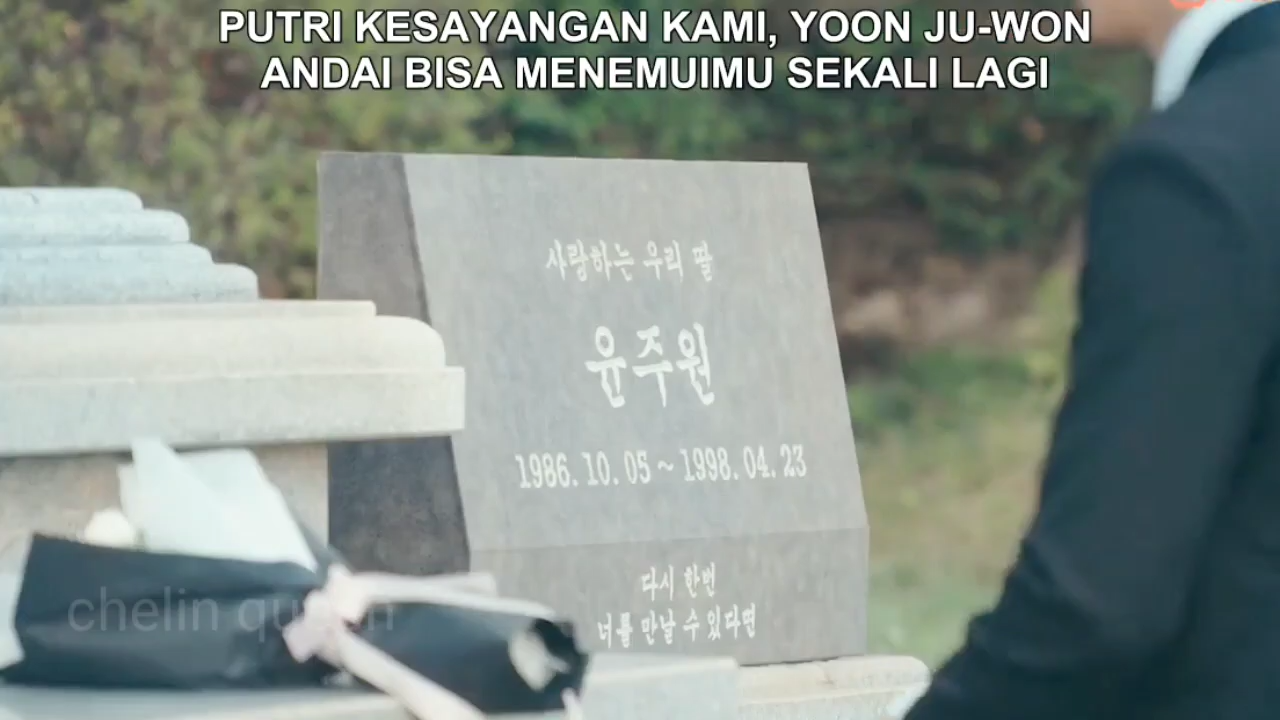 PUTRI KESAYANGAN KAMI, YOON JU-WON
ANDAI BISA MENEMUIMU SEKALI LAGI
사랑하는 우리 딸
윤주원
1986. 10. 05 ~ 1998. 04. 23
다시 한번
너를 만날 수 있다면
chelin queen